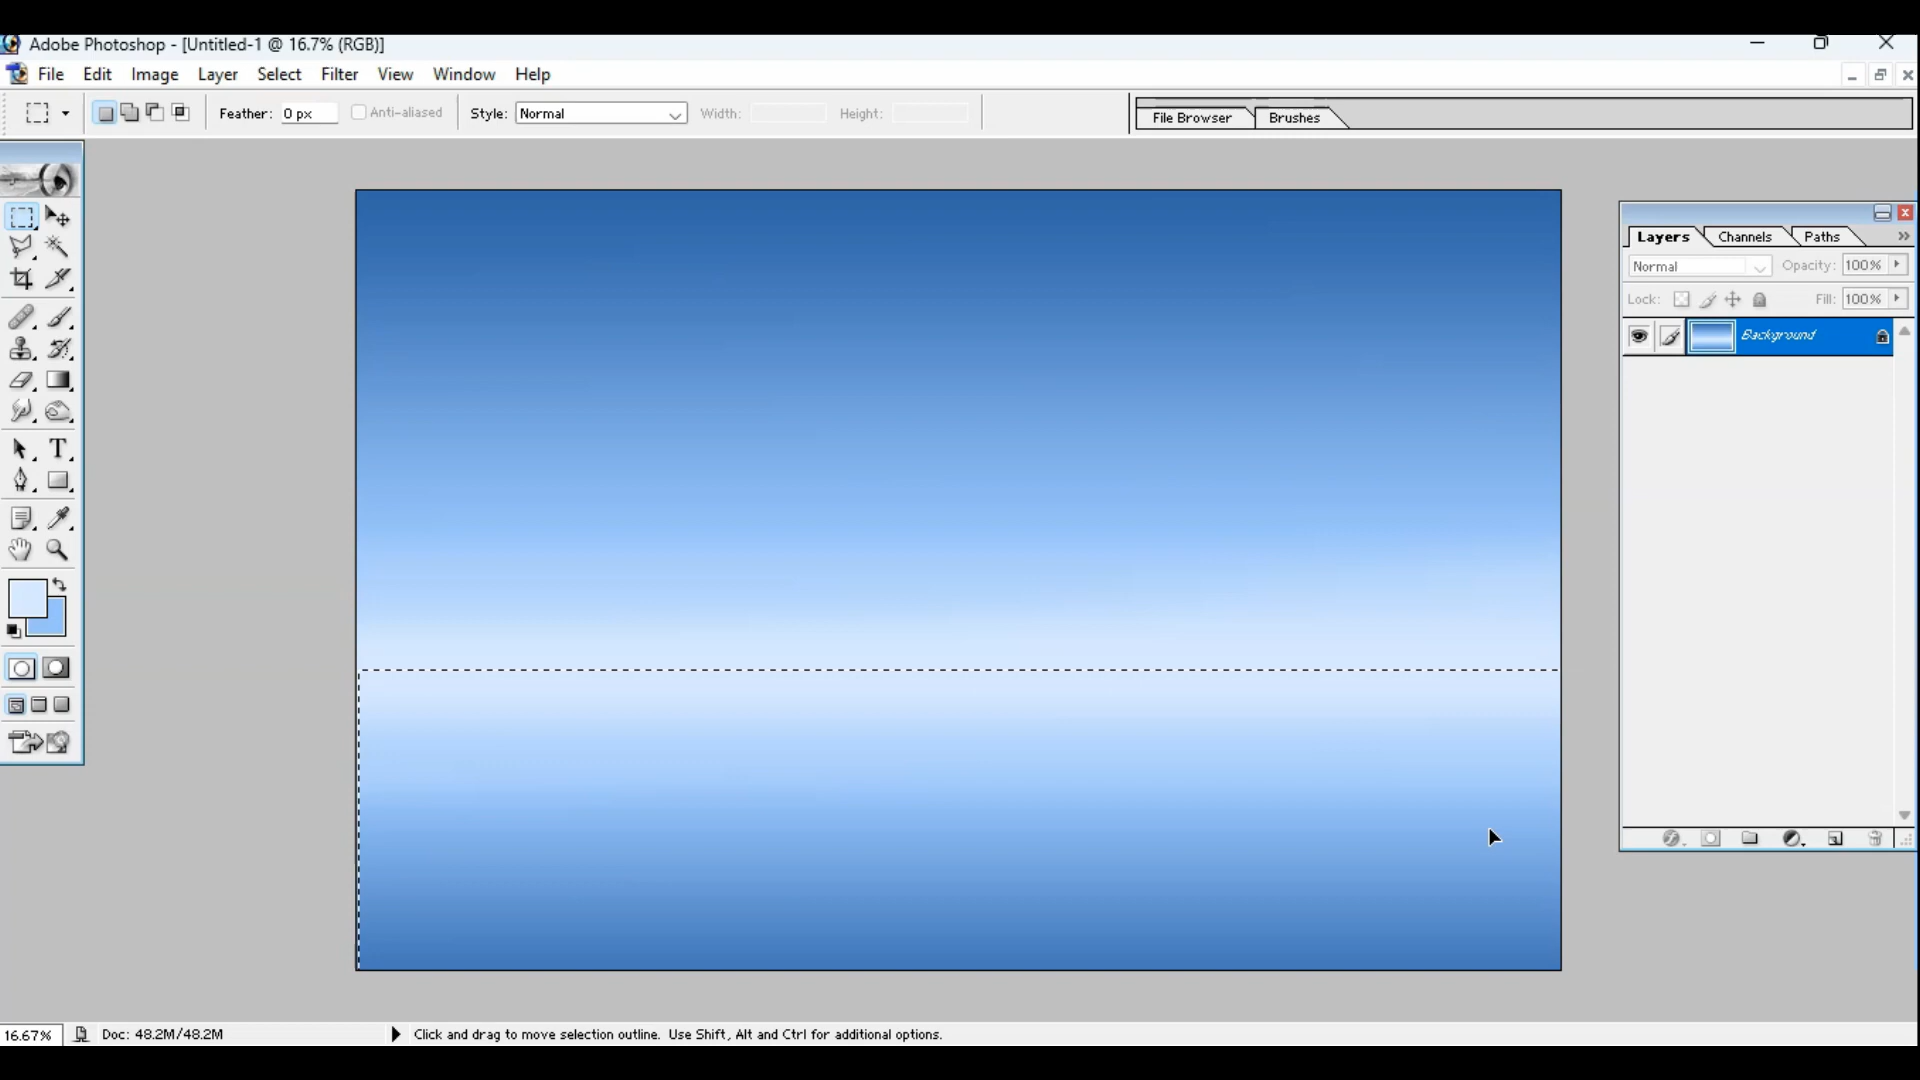 Adobe Photoshop - [Untitled-1 @ 16.7% (RGB)]
File Edit Image Layer Select Filter View Window Help
Feather: 0 px Anti-aliased Style: Normal Width: Height: File Browser Brushes
Layers Channels Paths
Normal Opacity: 100%
Lock: Fill: 100%
Background
T
16.67% Doc: 48.2M/48.2M Click and drag to move selection outline. Use Shift, Alt and Ctrl for additional options.